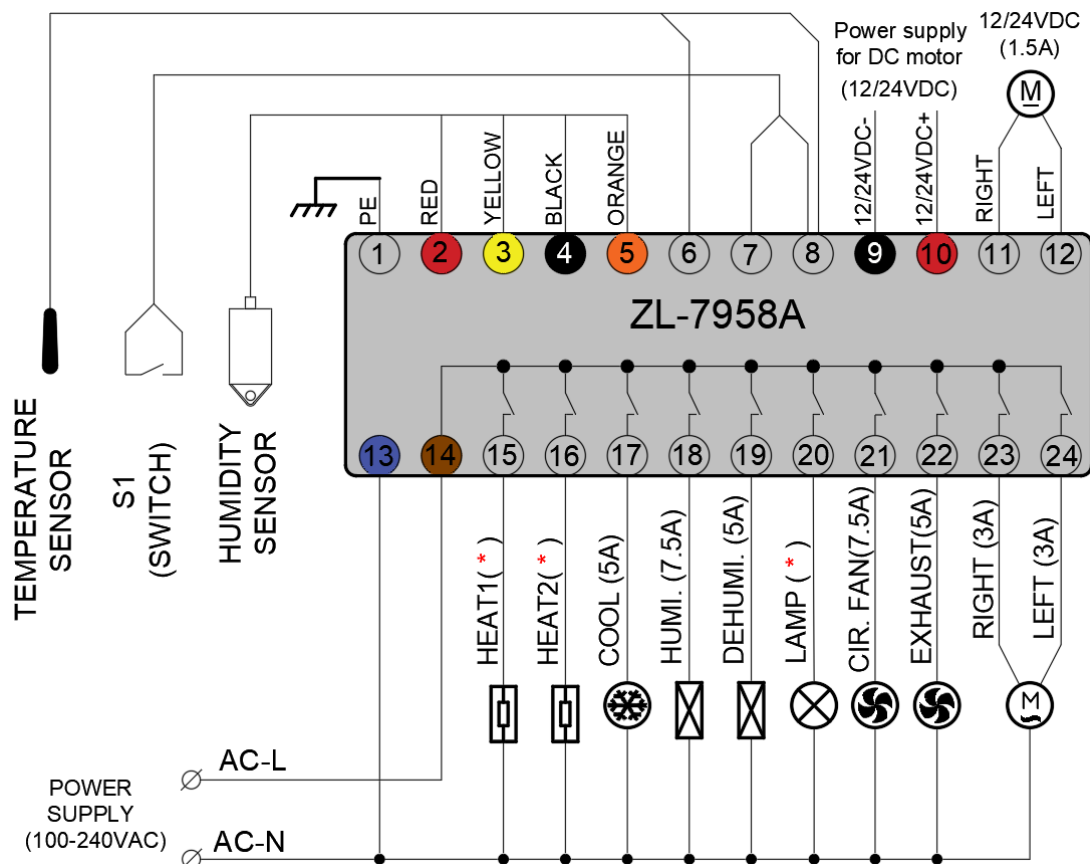 Power supply
for DC motor
(12/24VDC)
12/24VDC
(1.5A)
M
PE
RED
YELLOW
BLACK
ORANGE
12/24VDC-
12/24VDC+
RIGHT
LEFT
1 2 3 4 5 6 7 8 9 10 11 12
ZL-7958A
13 14 15 16 17 18 19 20 21 22 23 24
TEMPERATURE
SENSOR
S1
(SWITCH)
HUMIDITY
SENSOR
HEAT1( * )
HEAT2( * )
COOL (5A)
HUMI. (7.5A)
DEHUMI. (5A)
LAMP ( * )
CIR. FAN(7.5A)
EXHAUST(5A)
RIGHT (3A)
LEFT (3A)
M
AC-L
POWER
SUPPLY
(100-240VAC)
AC-N